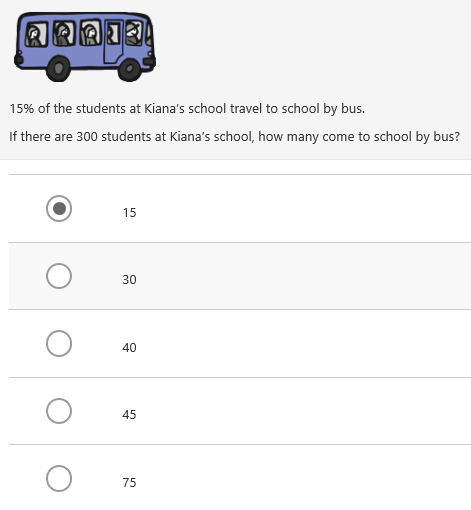 15% of the students at Kiana's school travel to school by bus.
If there are 300 students at Kiana's school, how many come to school by bus?
15
30
40
45
75